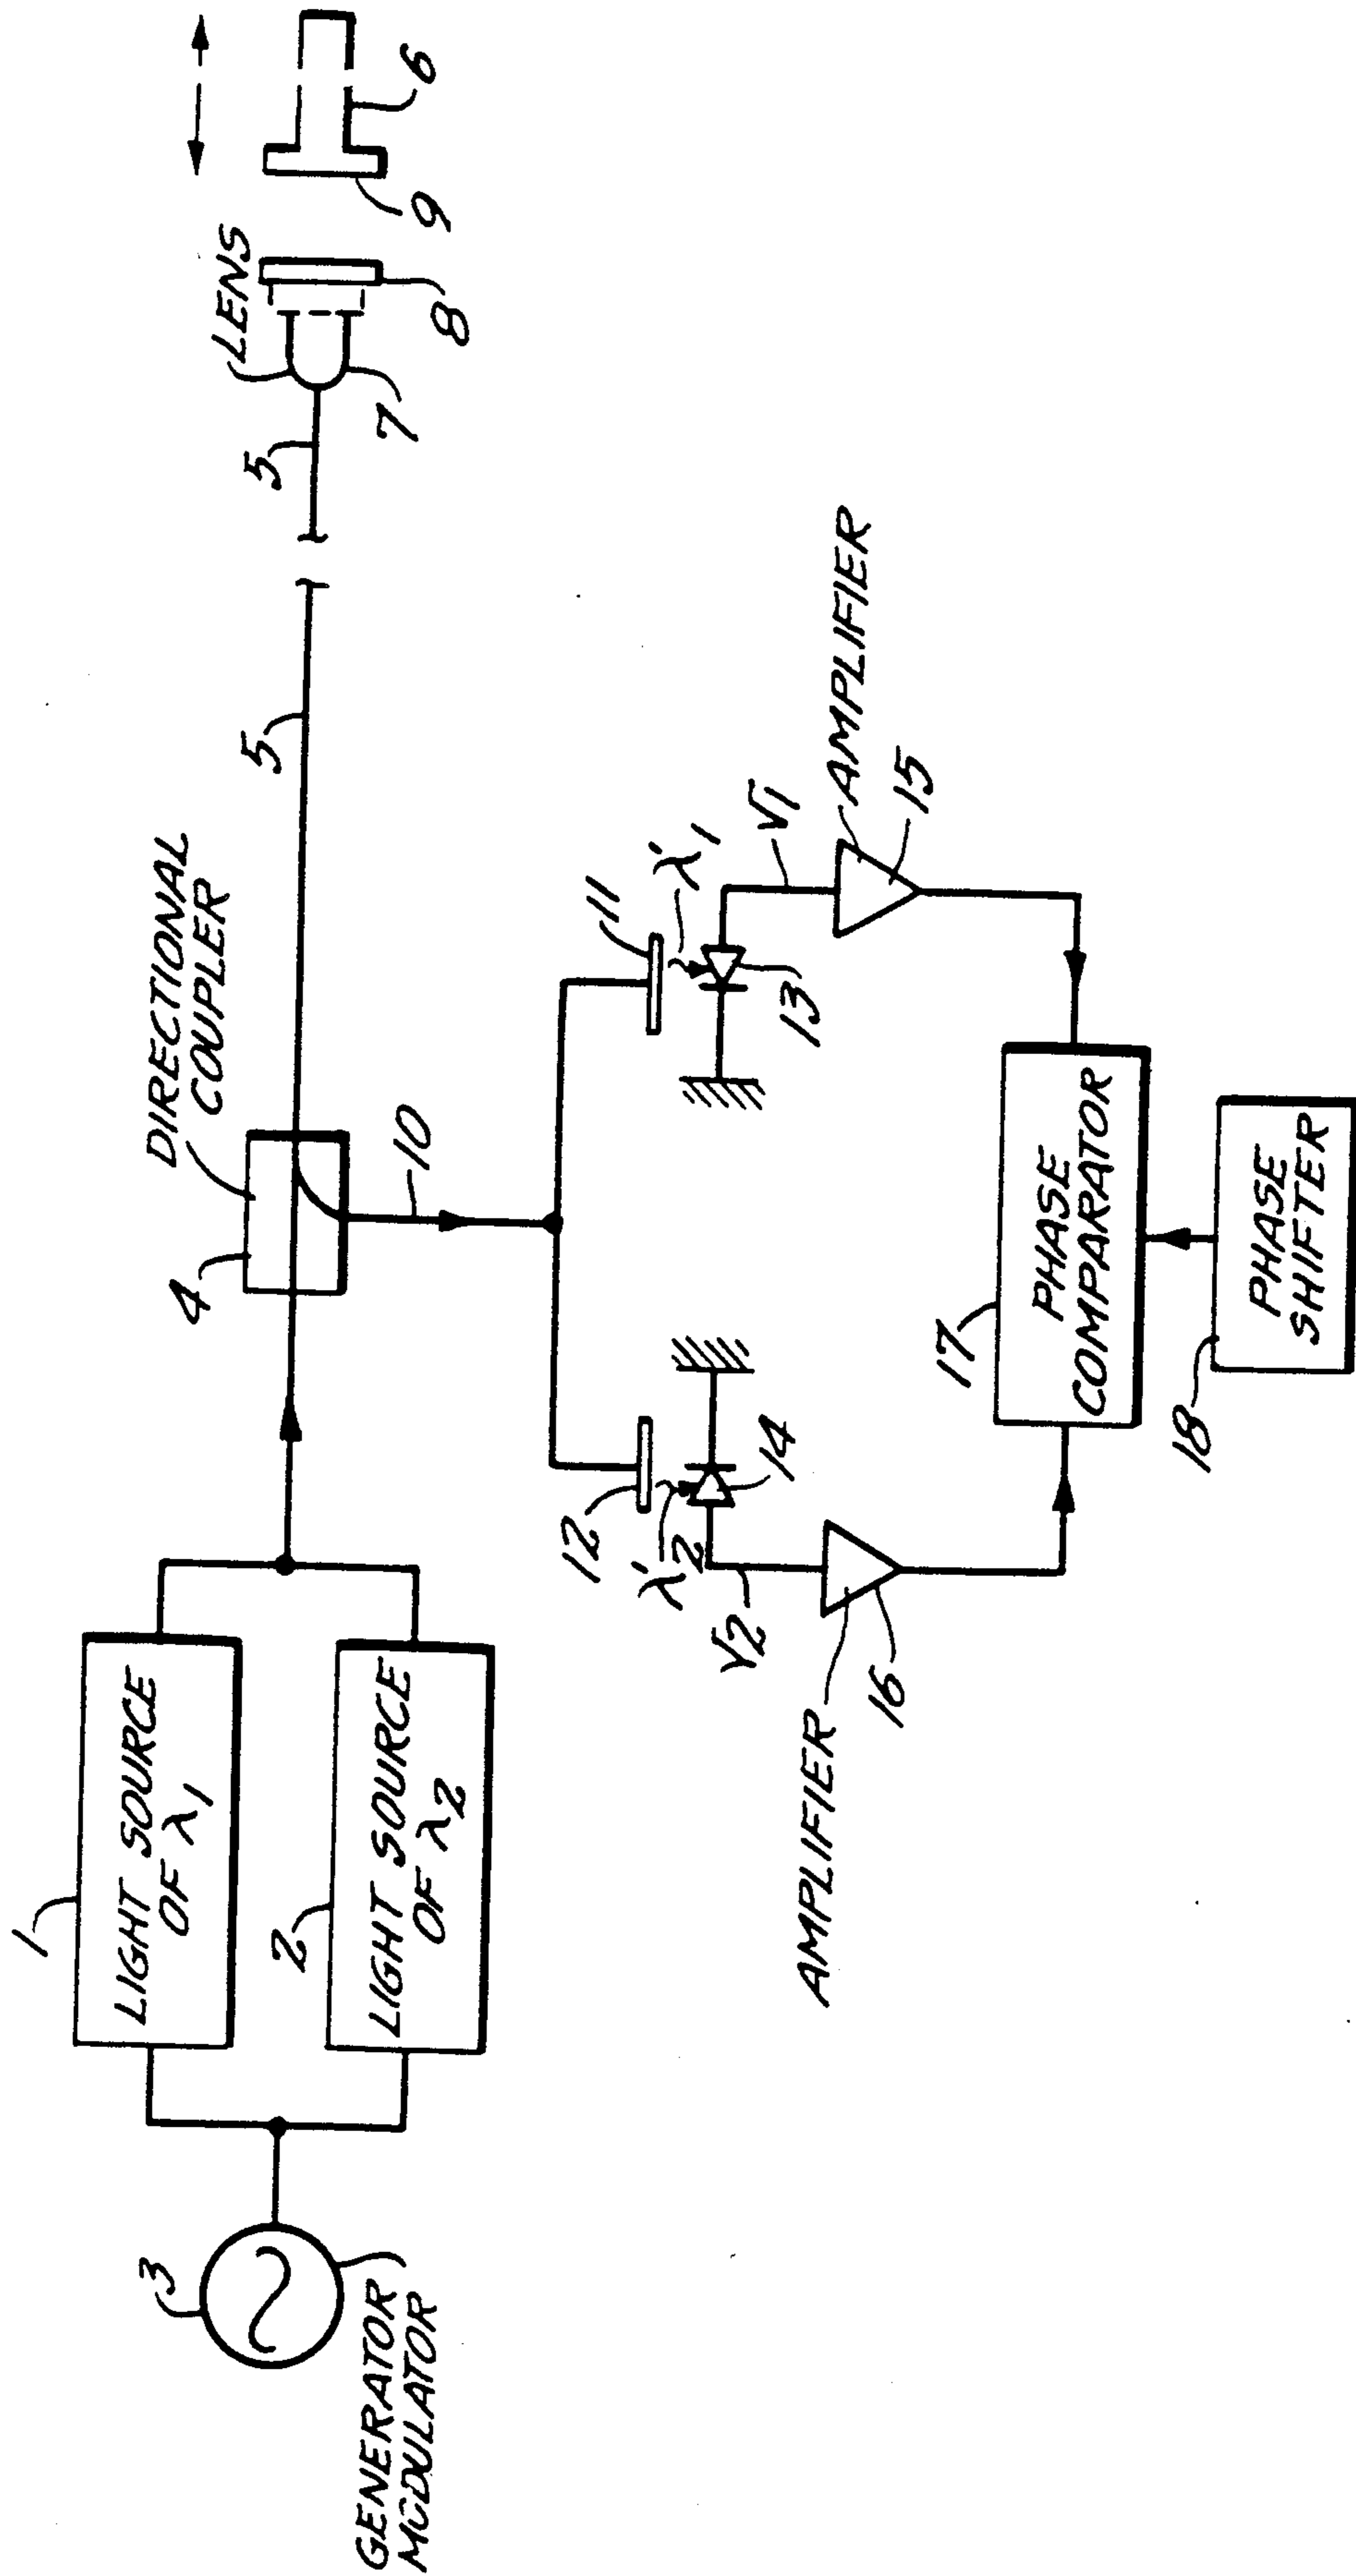 3
GENERATOR
MODULATOR
1
LIGHT SOURCE
OF λ1
2
LIGHT SOURCE
OF λ2
4
DIRECTIONAL
COUPLER
5
5
LENS
7
8
9
6
10
12
λ'2
14
V2
AMPLIFIER
16
11
λ'1
13
V1
AMPLIFIER
15
17
PHASE
COMPARATOR
18
PHASE
SHIFTER